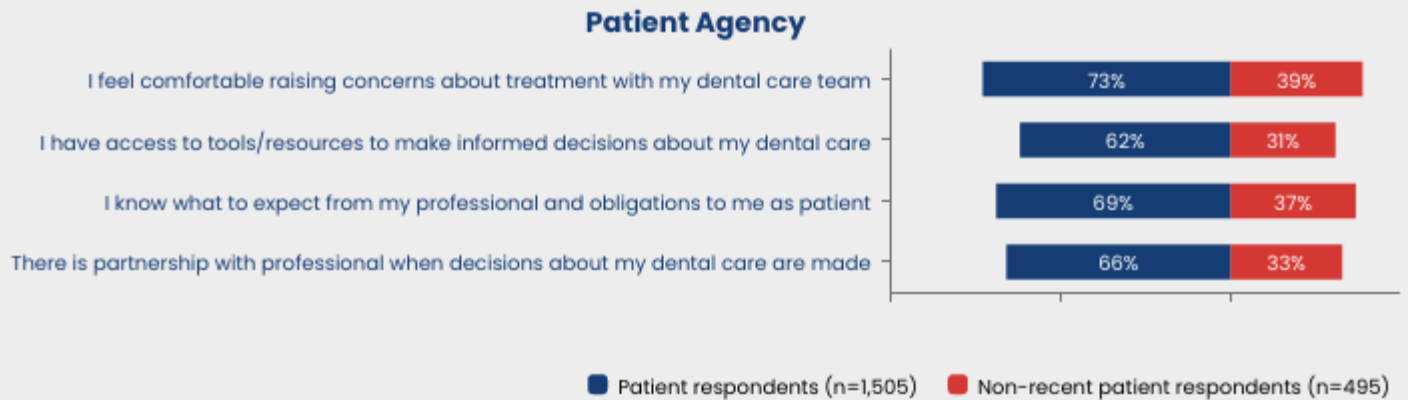 Patient Agency
I feel comfortable raising concerns about treatment with my dental care team
73%
39%
I have access to tools/resources to make informed decisions about my dental care
62%
31%
I know what to expect from my professional and obligations to me as patient
69%
37%
There is partnership with professional when decisions about my dental care are made
66%
33%
Patient respondents (n=1,505)
Non-recent patient respondents (n=495)